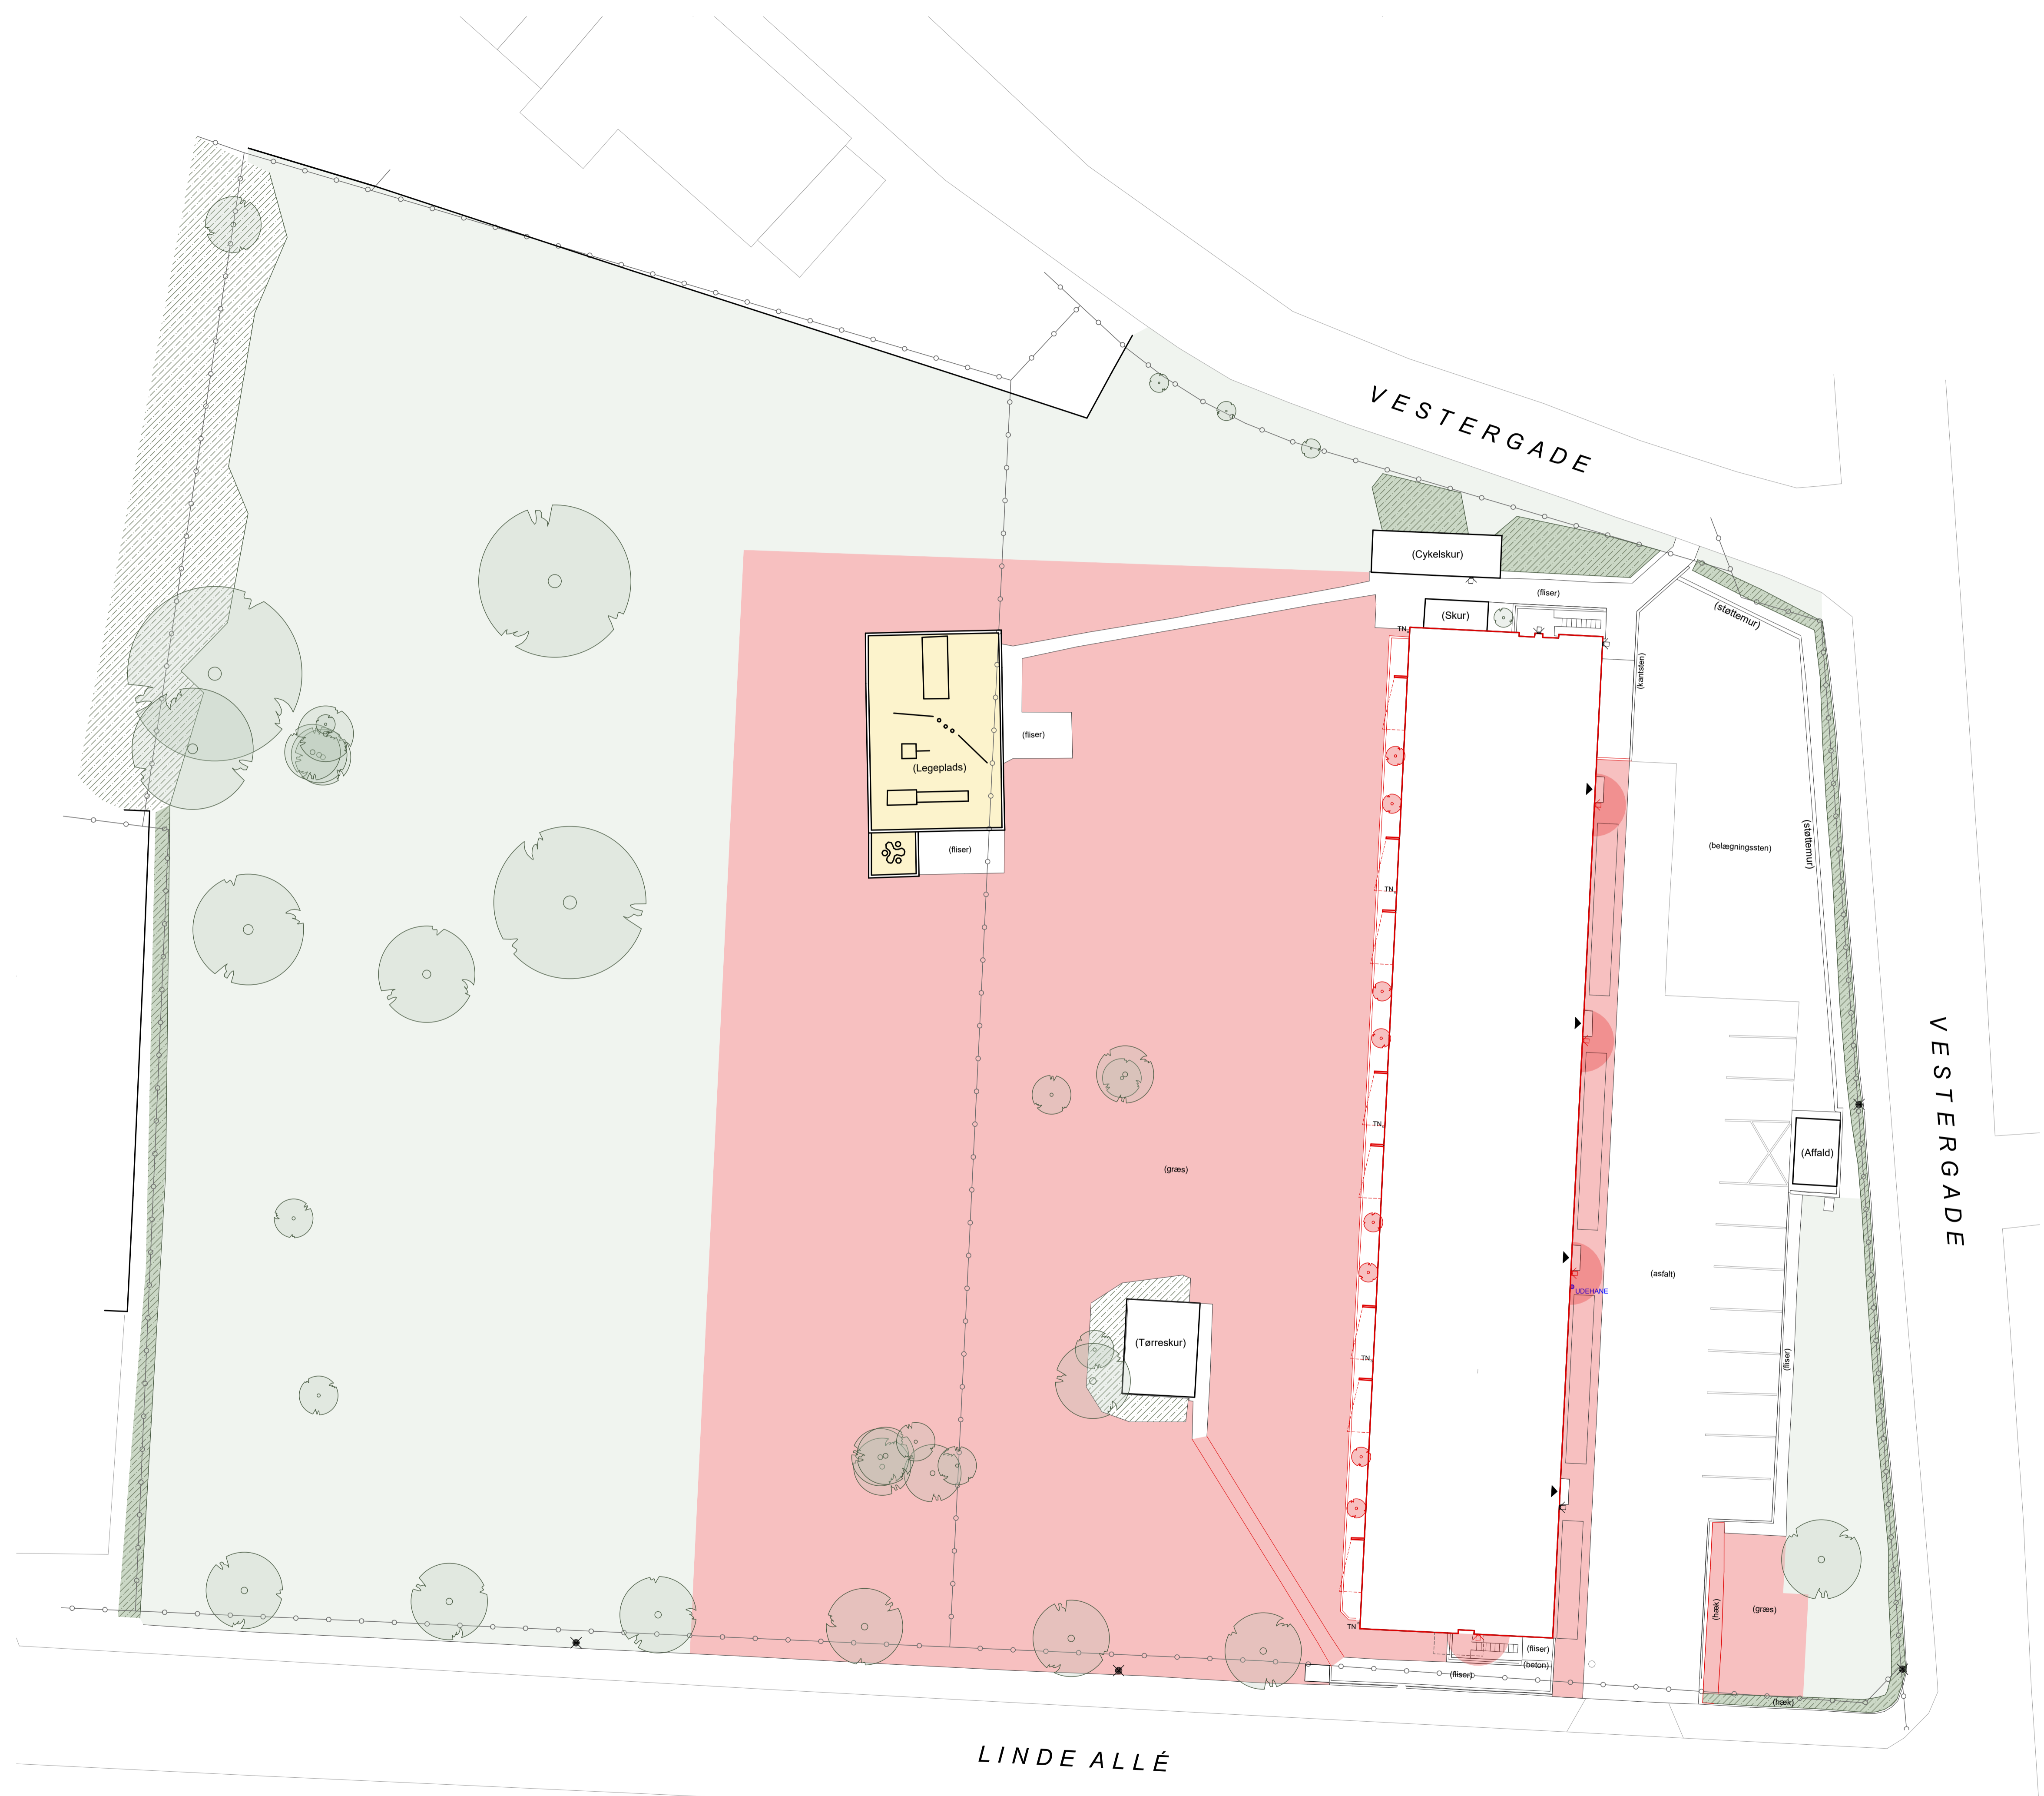 VESTERGADE
(Cykelskur)
(fliser)
(støttemur)
(Skur)
TN
(kantsten)
(fliser)
(Legeplads)
(støttemur)
(belægningssten)
(fliser)
TN
VESTERGADE
TN
(Affald)
(græs)
(asfalt)
UDEHANE
(Tørreskur)
TN
(fliser)
(hæk)
(græs)
TN
(fliser)
(beton)
(fliser)
(hæk)
LINDE ALLÉ